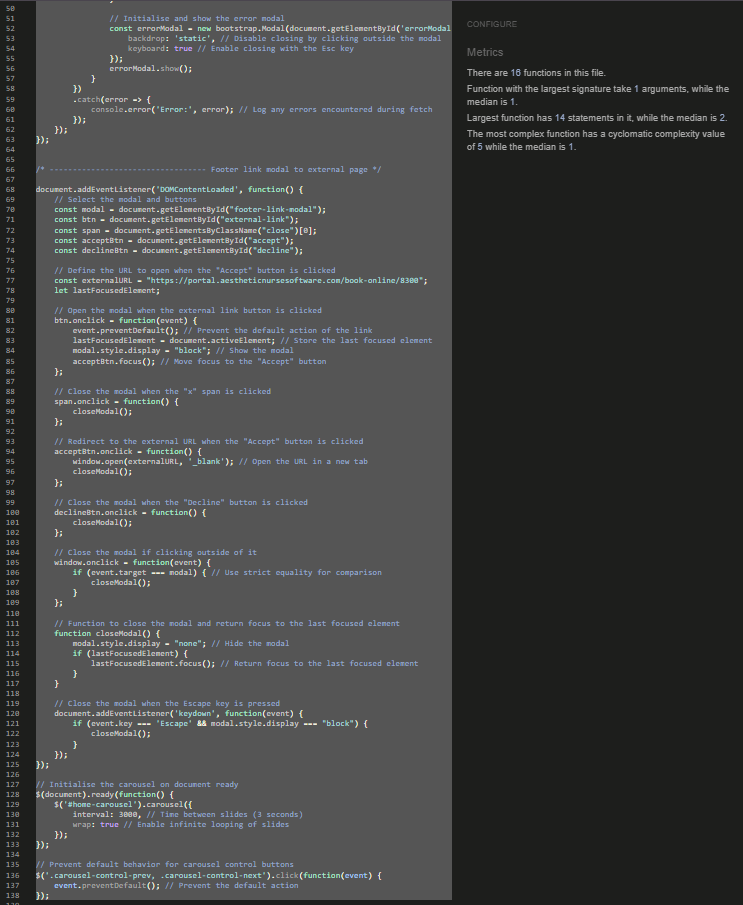 50 }
51 // Initialise and show the error modal
52 const errorModal = new bootstrap.Modal(document.getElementById('errorModal
53 backdrop: 'static', // Disable closing by clicking outside the modal
54 keyboard: true // Enable closing with the Esc key
55 });
56 errorModal.show();
57 }
58 })
59 .catch(error => {
60 console.error('Error:', error); // Log any errors encountered during fetch
61 });
62 });
63 });
64
65
66 /* ---------------------------------- Footer link modal to external page */
67
68 document.addEventListener('DOMContentLoaded', function() {
69 // Select the modal and buttons
70 const modal = document.getElementById("footer-link-modal");
71 const btn = document.getElementById("external-link");
72 const span = document.getElementsByClassName("close")[0];
73 const acceptBtn = document.getElementById("accept");
74 const declineBtn = document.getElementById("decline");
75
76 // Define the URL to open when the "Accept" button is clicked
77 const externalURL = "https://portal.aestheticnursesoftware.com/book-online/8300";
78 let lastFocusedElement;
79
80 // Open the modal when the external link button is clicked
81 btn.onclick = function(event) {
82 event.preventDefault(); // Prevent the default action of the link
83 lastFocusedElement = document.activeElement; // Store the last focused element
84 modal.style.display = "block"; // Show the modal
85 acceptBtn.focus(); // Move focus to the "Accept" button
86 };
87
88 // Close the modal when the "x" span is clicked
89 span.onclick = function() {
90 closeModal();
91 };
92
93 // Redirect to the external URL when the "Accept" button is clicked
94 acceptBtn.onclick = function() {
95 window.open(externalURL, '_blank'); // Open the URL in a new tab
96 closeModal();
97 };
98
99 // Close the modal when the "Decline" button is clicked
100 declineBtn.onclick = function() {
101 closeModal();
102 };
103
104 // Close the modal if clicking outside of it
105 window.onclick = function(event) {
106 if (event.target === modal) { // Use strict equality for comparison
107 closeModal();
108 }
109 };
110
111 // Function to close the modal and return focus to the last focused element
112 function closeModal() {
113 modal.style.display = "none"; // Hide the modal
114 if (lastFocusedElement) {
115 lastFocusedElement.focus(); // Return focus to the last focused element
116 }
117 }
118
119 // Close the modal when the Escape key is pressed
120 document.addEventListener('keydown', function(event) {
121 if (event.key === 'Escape' && modal.style.display === "block") {
122 closeModal();
123 }
124 });
125 });
126
127 // Initialise the carousel on document ready
128 $(document).ready(function() {
129 $('#home-carousel').carousel({
130 interval: 3000, // Time between slides (3 seconds)
131 wrap: true // Enable infinite looping of slides
132 });
133 });
134
135 // Prevent default behavior for carousel control buttons
136 $('.carousel-control-prev, .carousel-control-next').click(function(event) {
137 event.preventDefault(); // Prevent the default action
138 });
CONFIGURE
Metrics
There are 16 functions in this file.
Function with the largest signature take 1 arguments, while the
median is 1.
Largest function has 14 statements in it, while the median is 2.
The most complex function has a cyclomatic complexity value
of 5 while the median is 1.